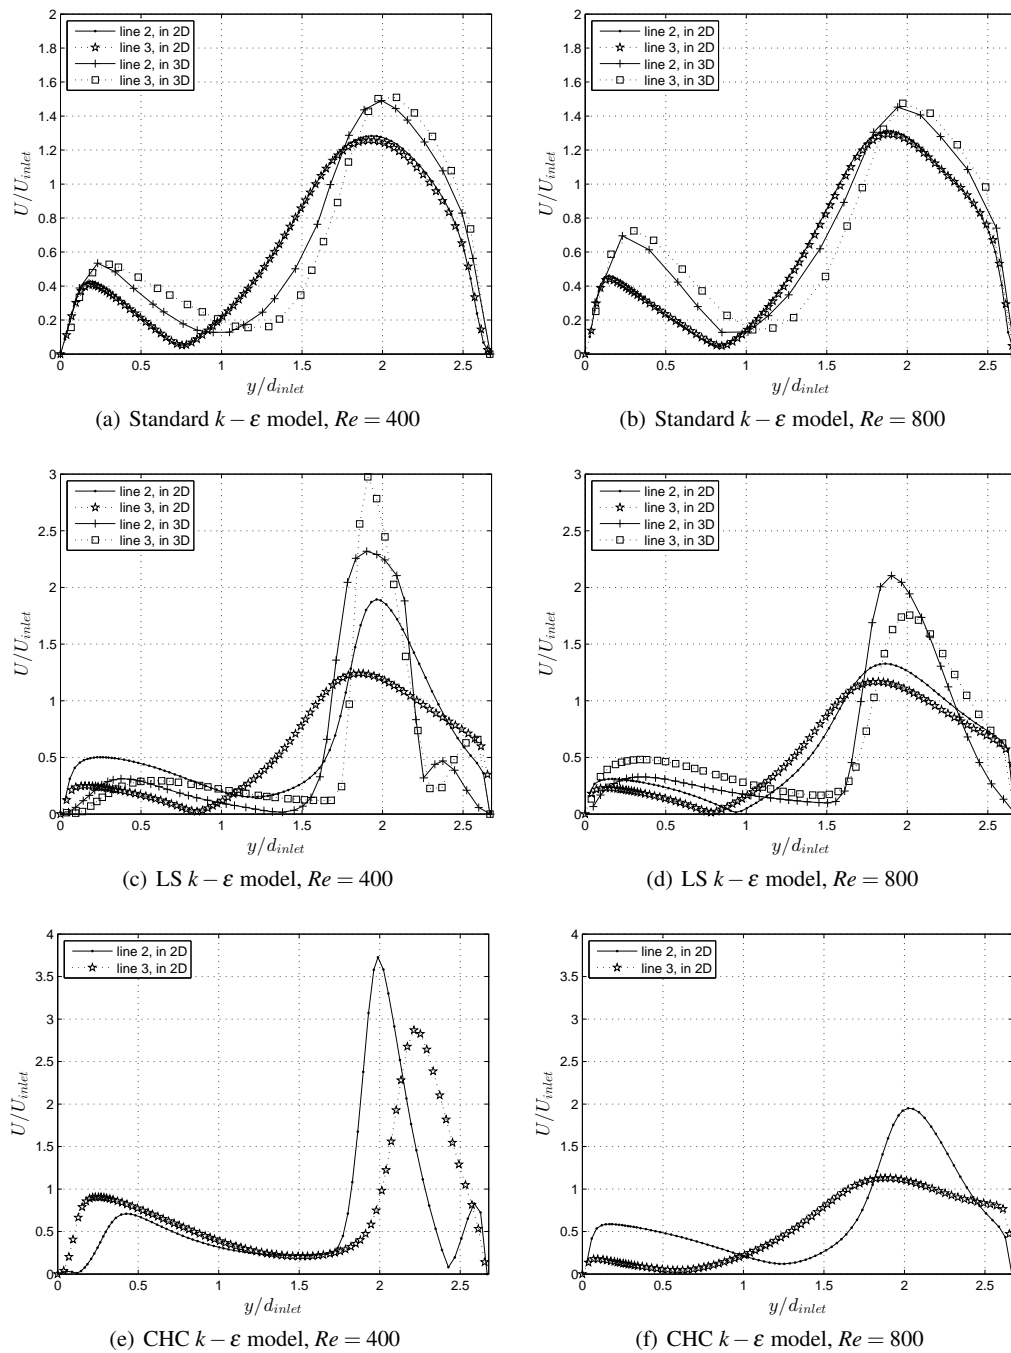 line 2, in 2D
line 3, in 2D
line 2, in 3D
line 3, in 3D
2
1.8
1.6
1.4
1.2
1
0.8
0.6
0.4
0.2
0
U/U_inlet
0 0.5 1 1.5 2 2.5
y/d_inlet
(a) Standard k − ε model, Re = 400
line 2, in 2D
line 3, in 2D
line 2, in 3D
line 3, in 3D
2
1.8
1.6
1.4
1.2
1
0.8
0.6
0.4
0.2
0
U/U_inlet
0 0.5 1 1.5 2 2.5
y/d_inlet
(b) Standard k − ε model, Re = 800
line 2, in 2D
line 3, in 2D
line 2, in 3D
line 3, in 3D
3
2.5
2
1.5
1
0.5
0
U/U_inlet
0 0.5 1 1.5 2 2.5
y/d_inlet
(c) LS k − ε model, Re = 400
line 2, in 2D
line 3, in 2D
line 2, in 3D
line 3, in 3D
3
2.5
2
1.5
1
0.5
0
U/U_inlet
0 0.5 1 1.5 2 2.5
y/d_inlet
(d) LS k − ε model, Re = 800
line 2, in 2D
line 3, in 2D
4
3.5
3
2.5
2
1.5
1
0.5
0
U/U_inlet
0 0.5 1 1.5 2 2.5
y/d_inlet
(e) CHC k − ε model, Re = 400
line 2, in 2D
line 3, in 2D
4
3.5
3
2.5
2
1.5
1
0.5
0
U/U_inlet
0 0.5 1 1.5 2 2.5
y/d_inlet
(f) CHC k − ε model, Re = 800